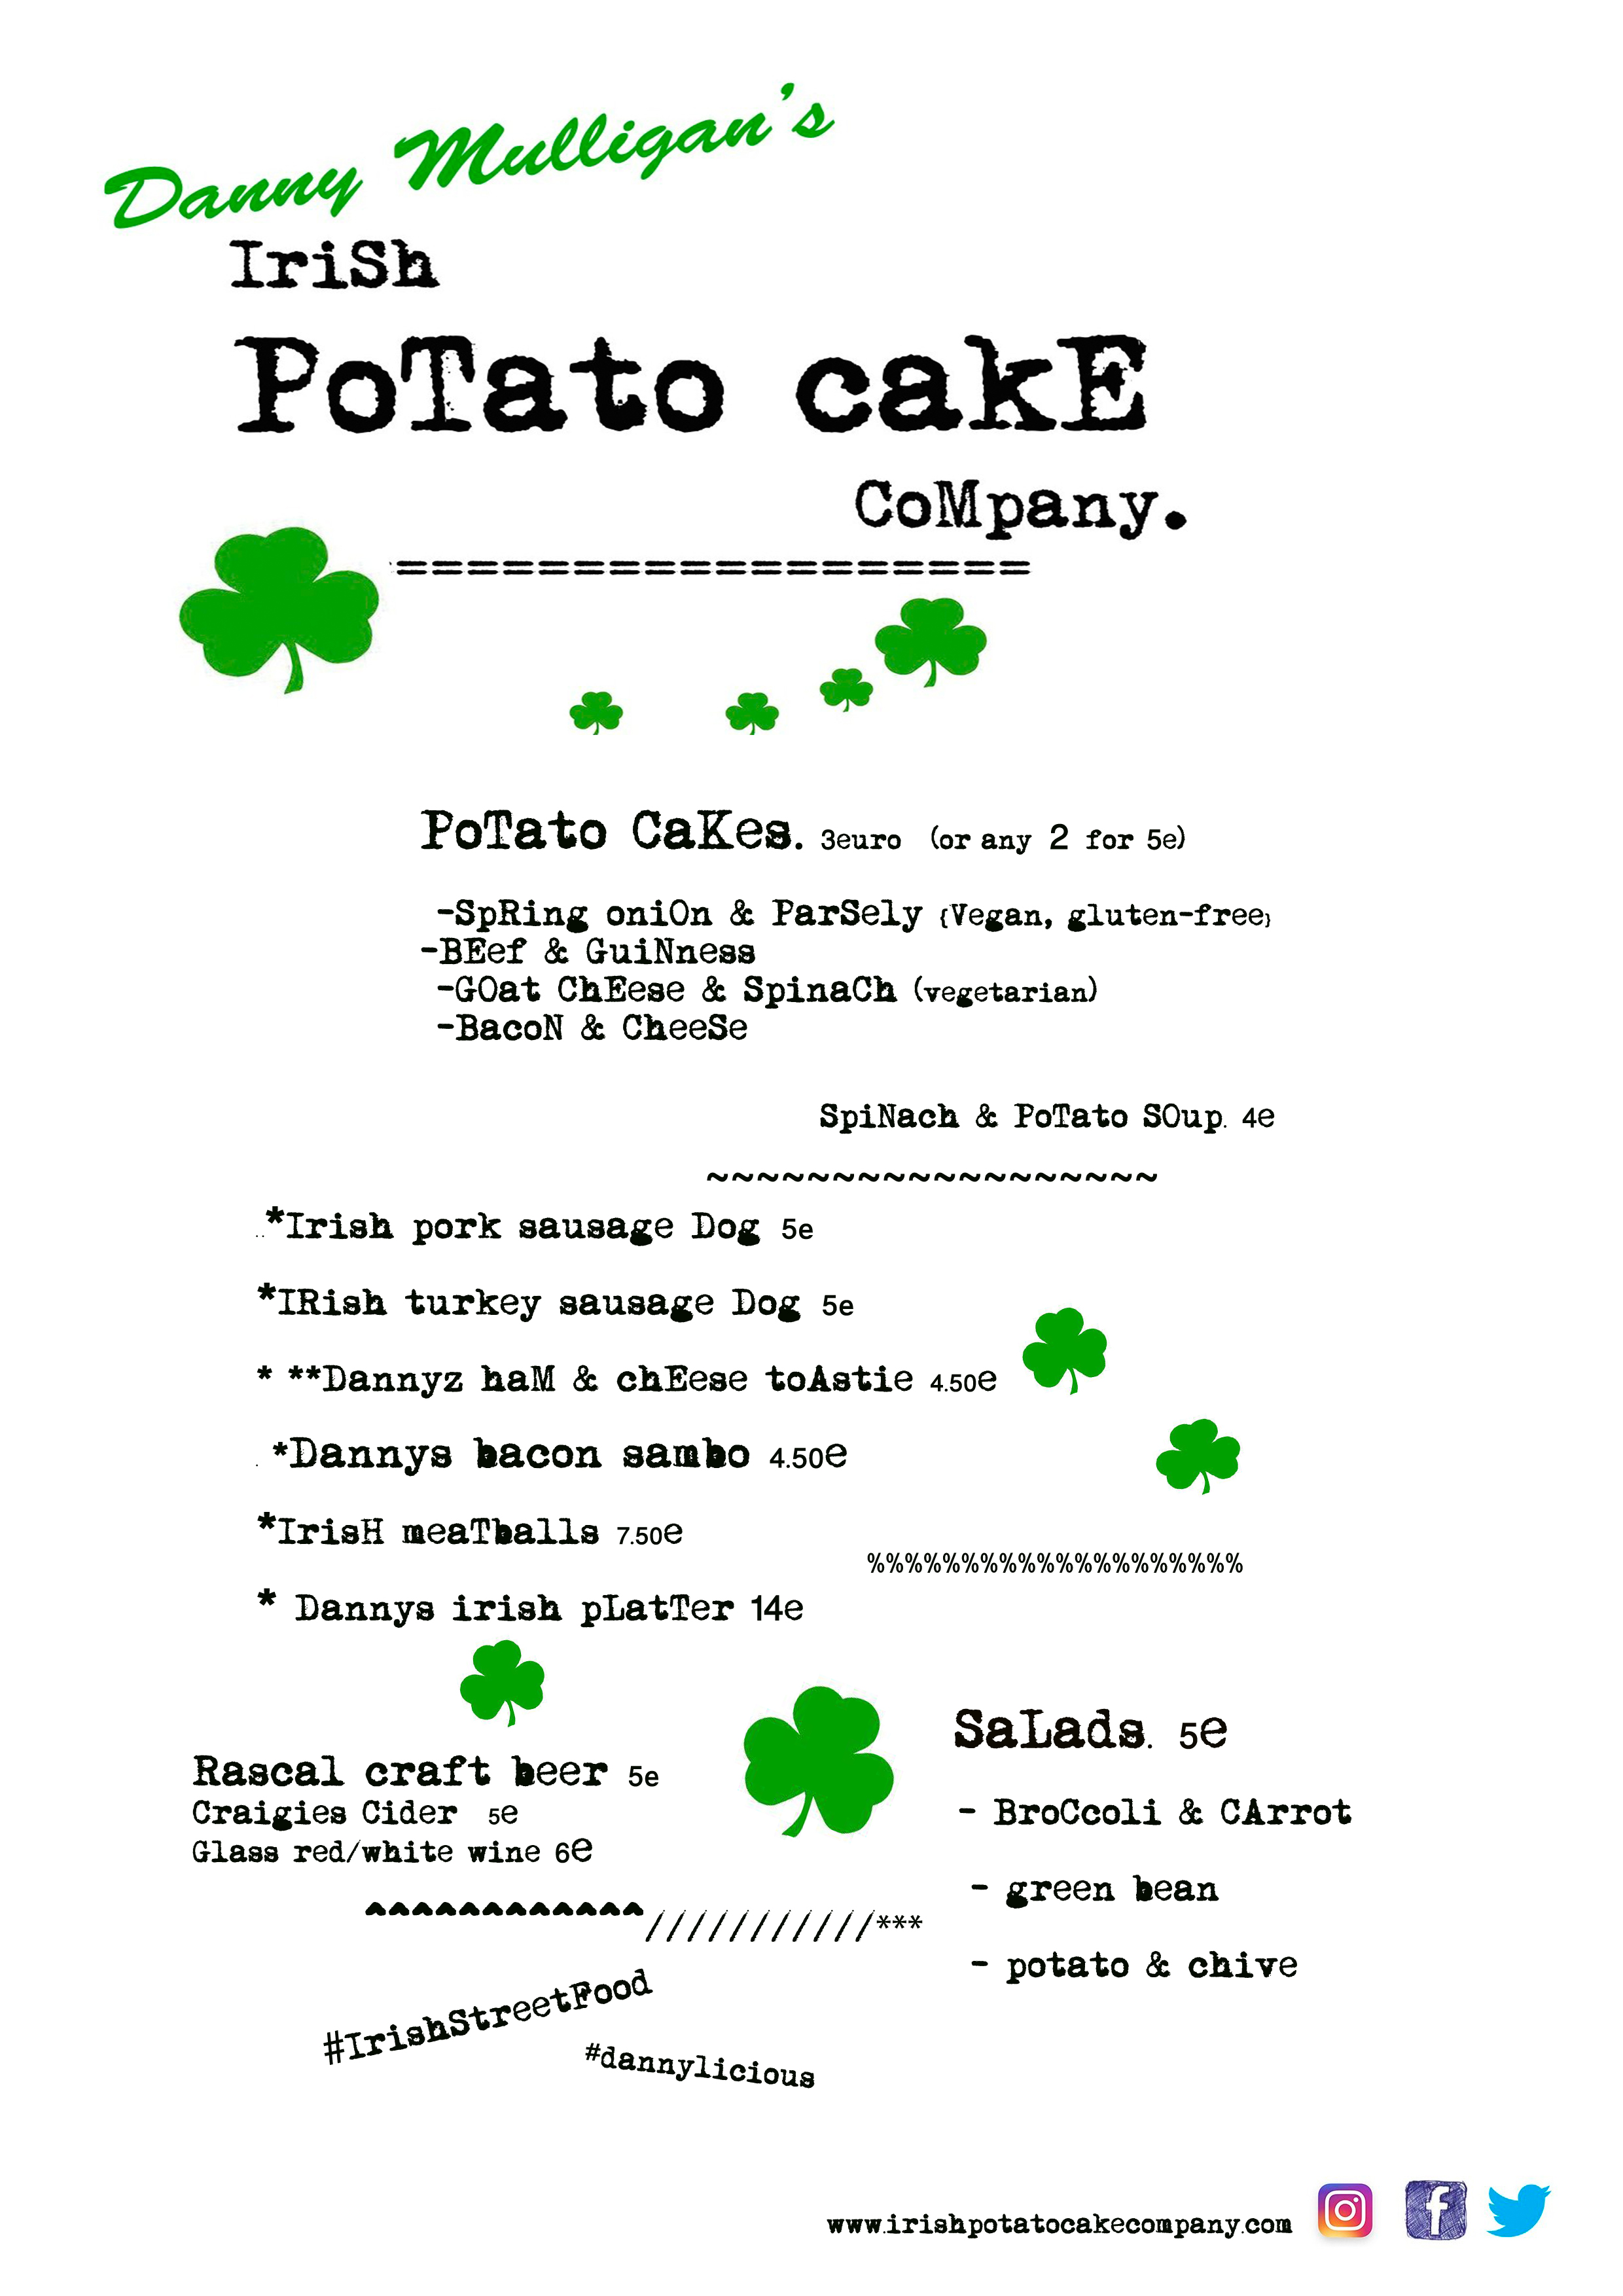 Danny Mulligan's
IriSh
PoTato cakE
CoMpany.
==================
PoTato CaKes. 3euro (or any 2 for 5e)
-SpRing oniOn & ParSely {Vegan, gluten-free}
-BEef & GuiNness
-GOat ChEese & SpinaCh (vegetarian)
-BacoN & CheeSe
SpiNach & PoTato SOup. 4e
~~~~~~~~~~~~~~~~~~
..*Irish pork sausage Dog 5e
*IRish turkey sausage Dog 5e
* **Dannyz haM & chEese toAstie 4.50e
. *Dannys bacon sambo 4.50e
*IrisH meaTballs 7.50e
%%%%%%%%%%%%%%%%%%%%
* Dannys irish pLatTer 14e
Rascal craft beer 5e
Craigies Cider 5e
Glass red/white wine 6e
^^^^^^^^^^^^///////////***
SaLads. 5e
- BroCcoli & CArrot
- green bean
- potato & chive
#IrishStreetFood
#dannylicious
www.irishpotatocakecompany.com